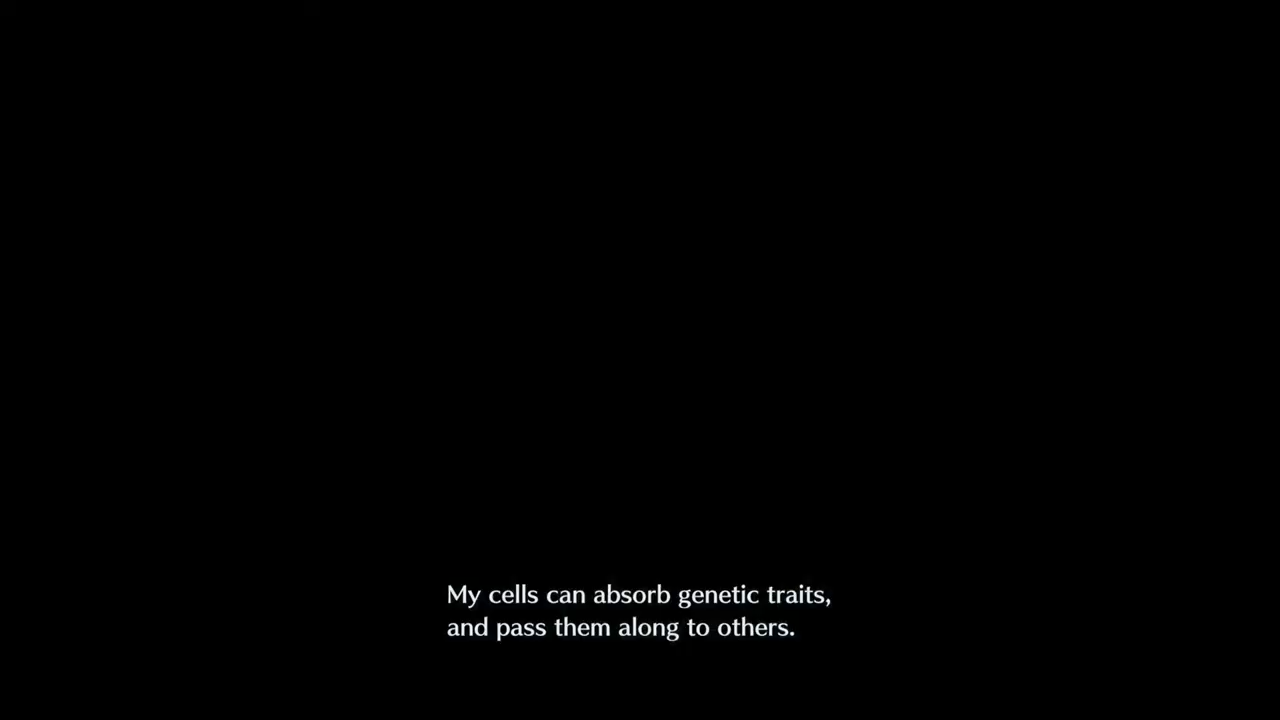 My cells can absorb genetic traits,
and pass them along to others.